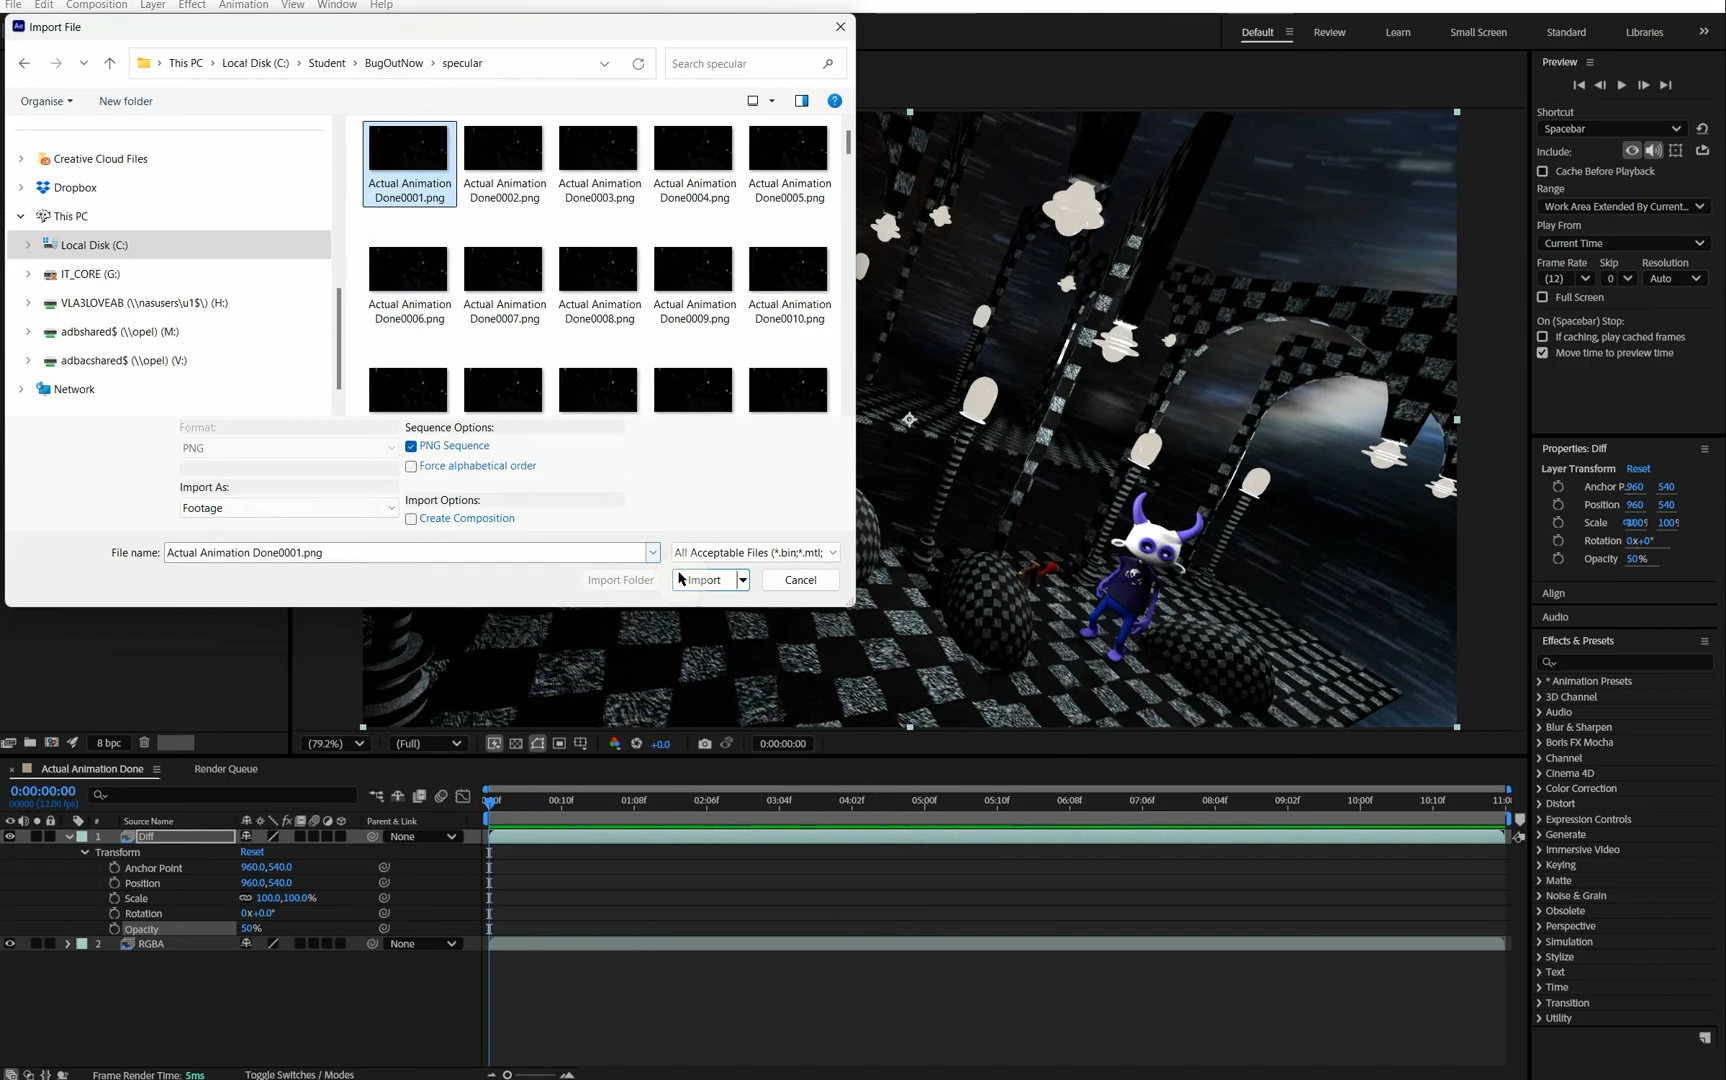 File Edit Composition Layer Effect Animation View Window Help
Ae Import File
This PC > Local Disk (C:) > Student > BugOutNow > specular
Search specular
Organise New folder
Creative Cloud Files
Dropbox
This PC
Local Disk (C:)
IT_CORE (G:)
VLA3LOVEAB (\\nasusers\u1$\) (H:)
adbshared$ (\\opel) (M:)
adbacshared$ (\\opel) (V:)
Network
Actual Animation Done0001.png
Actual Animation Done0002.png
Actual Animation Done0003.png
Actual Animation Done0004.png
Actual Animation Done0005.png
Actual Animation Done0006.png
Actual Animation Done0007.png
Actual Animation Done0008.png
Actual Animation Done0009.png
Actual Animation Done0010.png
Format:
PNG
Import As:
Footage
Sequence Options:
PNG Sequence
Force alphabetical order
Import Options:
Create Composition
File name: Actual Animation Done0001.png
All Acceptable Files (*.bin;*.mtl;
Import Folder Import Cancel
Default Review Learn Small Screen Standard Libraries
Preview
Shortcut
Spacebar
Include:
Cache Before Playback
Range
Work Area Extended By Current...
Play From
Current Time
Frame Rate Skip Resolution
(12) 0 Auto
Full Screen
On (Spacebar) Stop:
If caching, play cached frames
Move time to preview time
Properties: Diff
Layer Transform Reset
Anchor P. 960 540
Position 960 540
Scale 100% 100%
Rotation 0x+0°
Opacity 50%
Align
Audio
Effects & Presets
* Animation Presets
3D Channel
Audio
Blur & Sharpen
Boris FX Mocha
Channel
Cinema 4D
Color Correction
Distort
Expression Controls
Generate
Immersive Video
Keying
Matte
Noise & Grain
Obsolete
Perspective
Simulation
Stylize
Text
Time
Transition
Utility
8 bpc
(79.2%) (Full) +0.0 0:00:00:00
Actual Animation Done Render Queue
0:00:00:00
00000 (12.00 fps)
00:10f 01:08f 02:06f 03:04f 04:02f 05:00f 05:10f 06:08f 07:06f 08:04f 09:02f 10:00f 10:10f 11:0
# Source Name fx Parent & Link
1 Diff None
Transform Reset
Anchor Point 960.0,540.0
Position 960.0,540.0
Scale 100.0,100.0%
Rotation 0x+0.0°
Opacity 50%
2 RGBA None
Frame Render Time: 5ms Toggle Switches / Modes